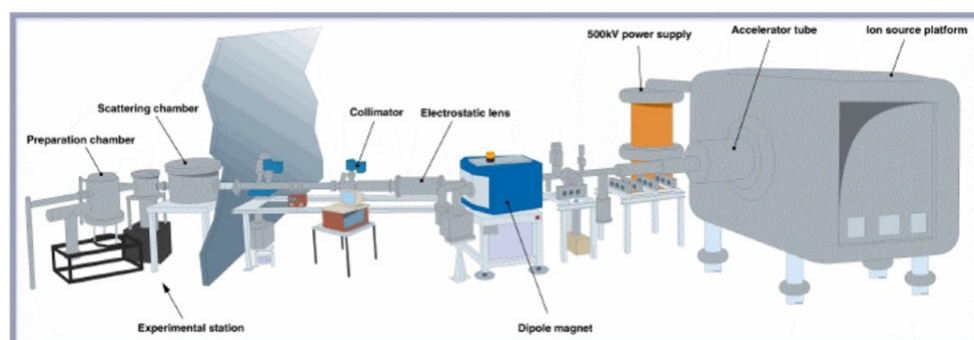 500kV power supply
Accelerator tube
Ion source platform
Scattering chamber
Collimator
Electrostatic lens
Preparation chamber
Experimental station
Dipole magnet